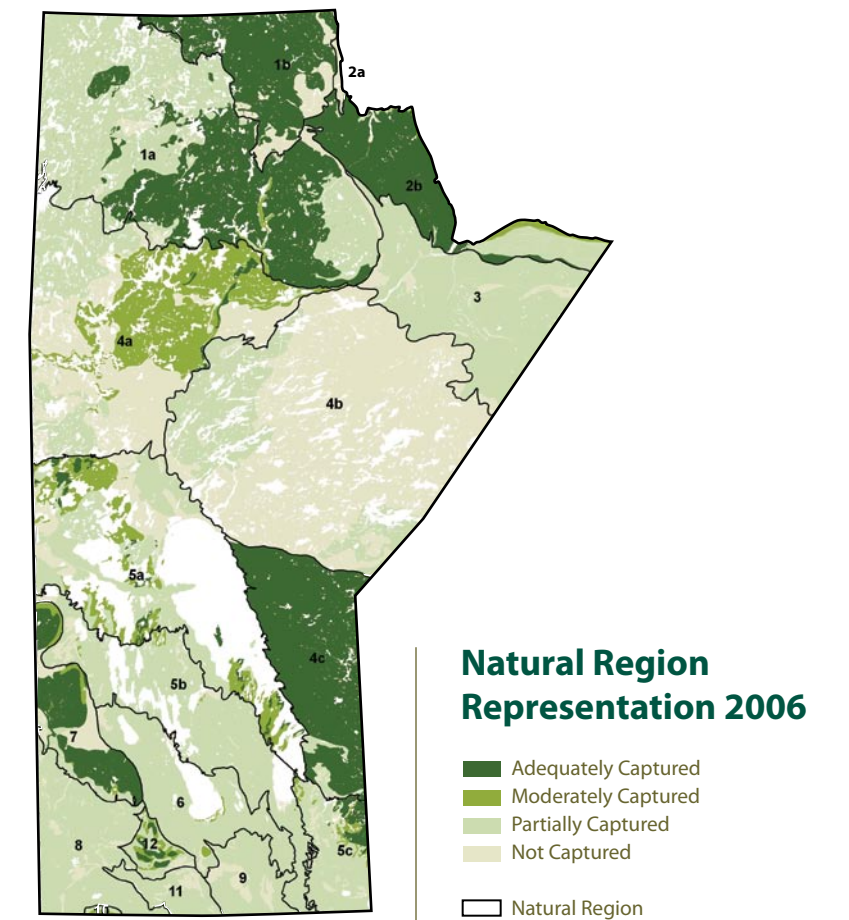 1b
2a
1a
2b
3
4a
4b
5a
4c
5b
7
6
8
12
5c
9
11
Natural Region
Representation 2006
Adequately Captured
Moderately Captured
Partially Captured
Not Captured
Natural Region